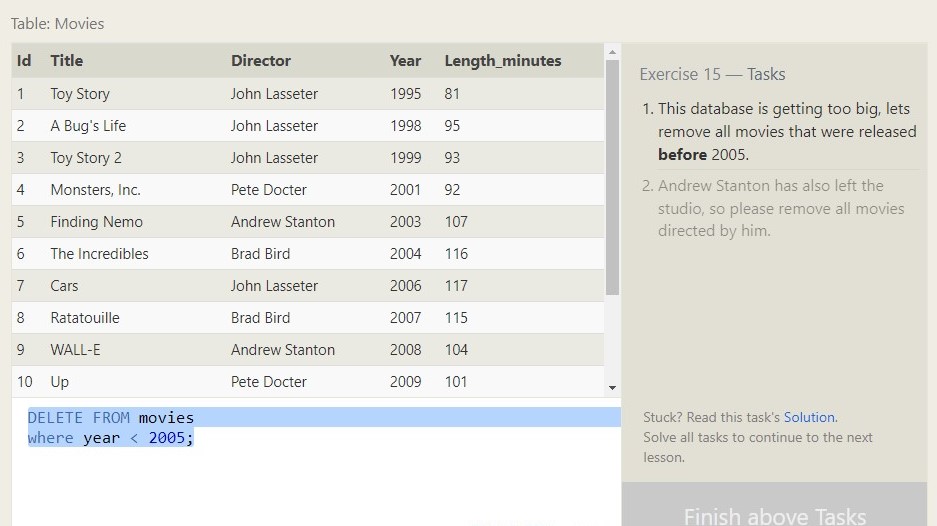 Table: Movies
Id Title Director Year Length_minutes
1 Toy Story John Lasseter 1995 81
2 A Bug's Life John Lasseter 1998 95
3 Toy Story 2 John Lasseter 1999 93
4 Monsters, Inc. Pete Docter 2001 92
5 Finding Nemo Andrew Stanton 2003 107
6 The Incredibles Brad Bird 2004 116
7 Cars John Lasseter 2006 117
8 Ratatouille Brad Bird 2007 115
9 WALL-E Andrew Stanton 2008 104
10 Up Pete Docter 2009 101
DELETE FROM movies
where year < 2005;
Exercise 15 — Tasks
1. This database is getting too big, lets
remove all movies that were released
before 2005.
2. Andrew Stanton has also left the
studio, so please remove all movies
directed by him.
Stuck? Read this task's Solution.
Solve all tasks to continue to the next
lesson.
Finish above Tasks